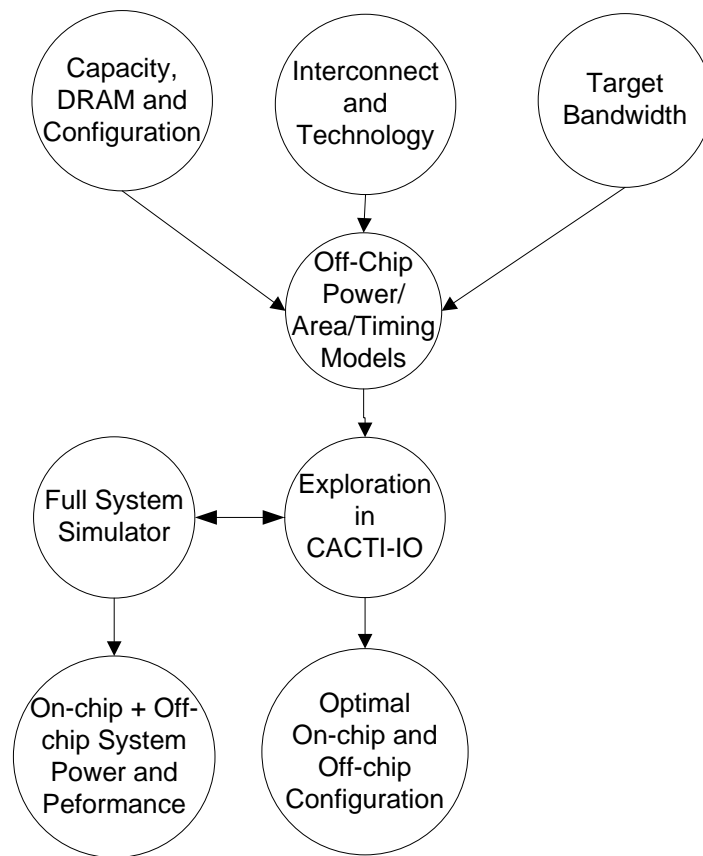 Capacity,
DRAM and
Configuration
Interconnect
and
Technology
Target
Bandwidth
Off-Chip
Power/
Area/Timing
Models
Full System
Simulator
Exploration
in
CACTI-IO
On-chip + Off-
chip System
Power and
Peformance
Optimal
On-chip and
Off-chip
Configuration